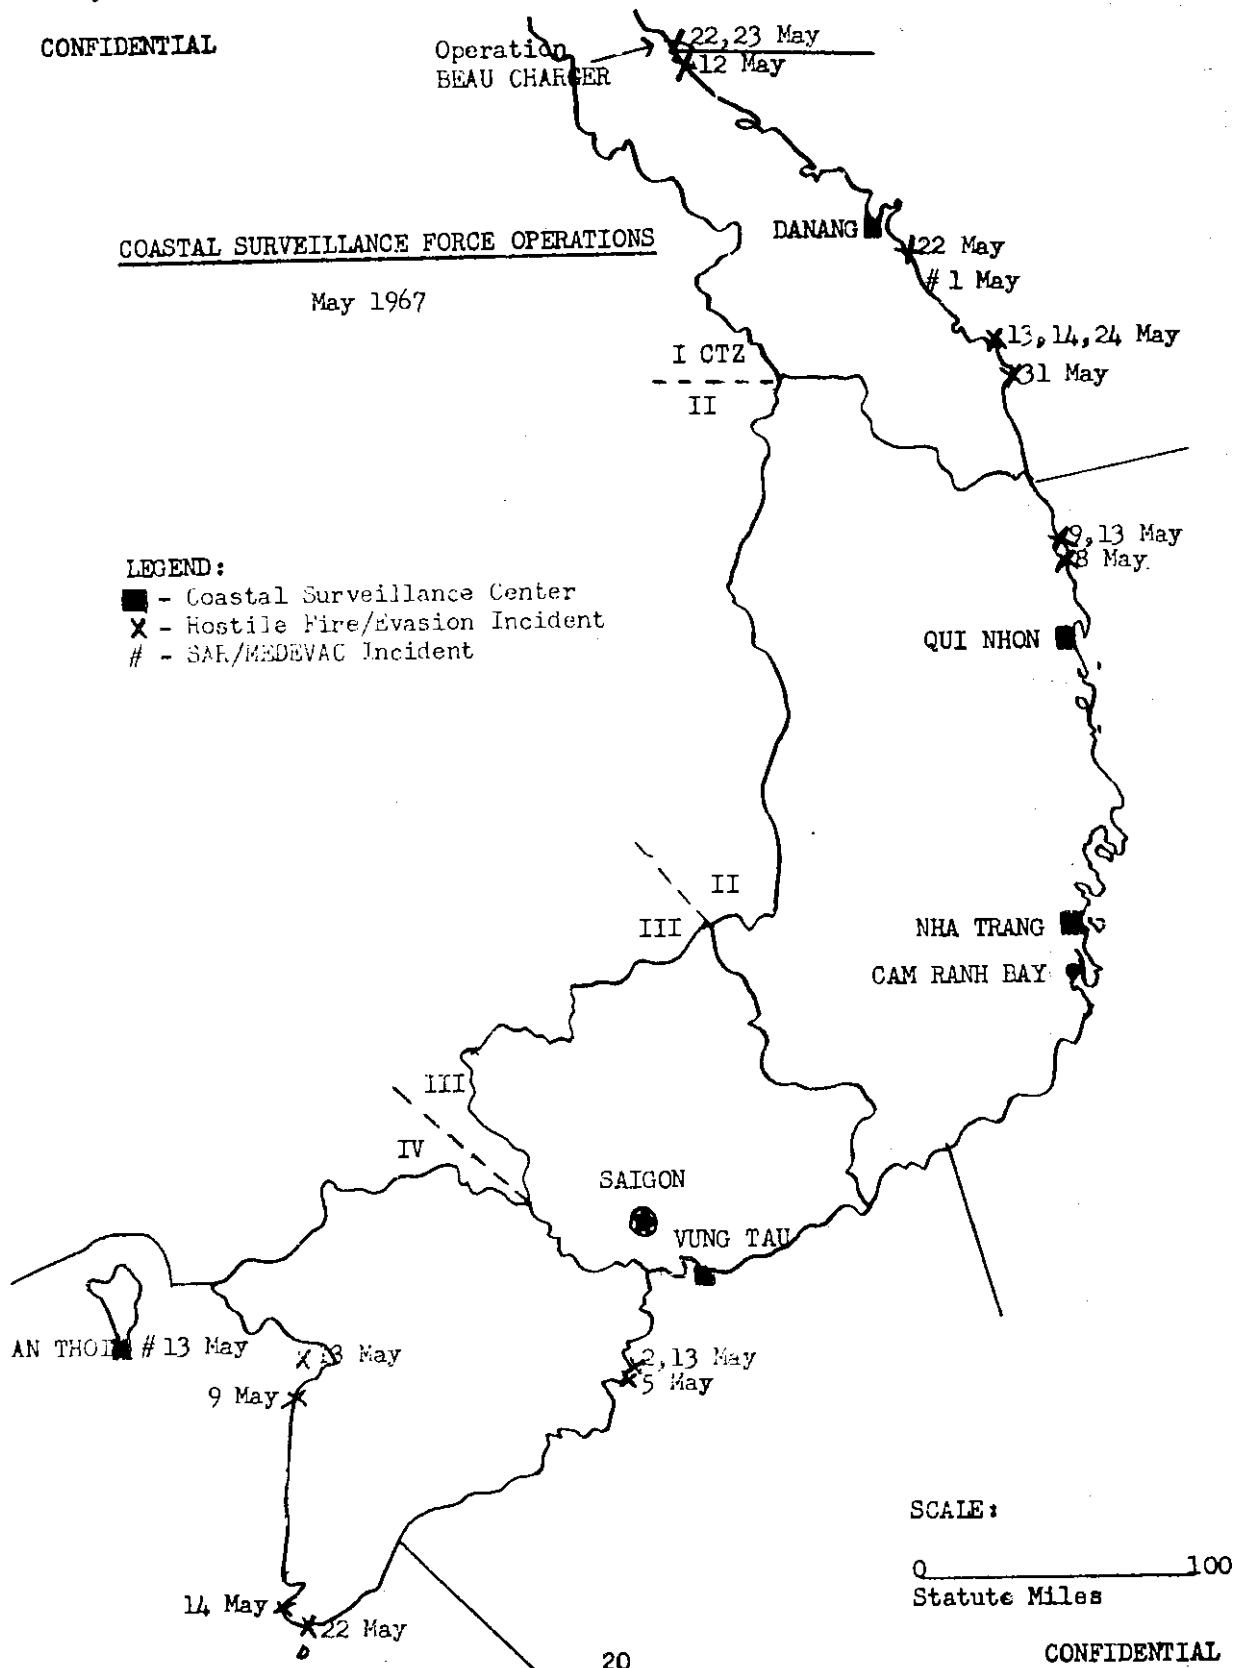 CONFIDENTIAL
Operation
BEAU CHARGER
22,23 May
12 May
COASTAL SURVEILLANCE FORCE OPERATIONS
May 1967
DANANG
22 May
# 1 May
13,14,24 May
31 May
I CTZ
II
9,13 May
8 May
LEGEND:
■ - Coastal Surveillance Center
X - Hostile Fire/Evasion Incident
# - SAR/MEDEVAC Incident
QUI NHON
II
III
NHA TRANG
CAM RANH BAY
III
IV
SAIGON
VUNG TAU
AN THOI # 13 May
X 13 May
9 May
2,13 May
5 May
14 May
22 May
SCALE:
0 100
Statute Miles
20
CONFIDENTIAL